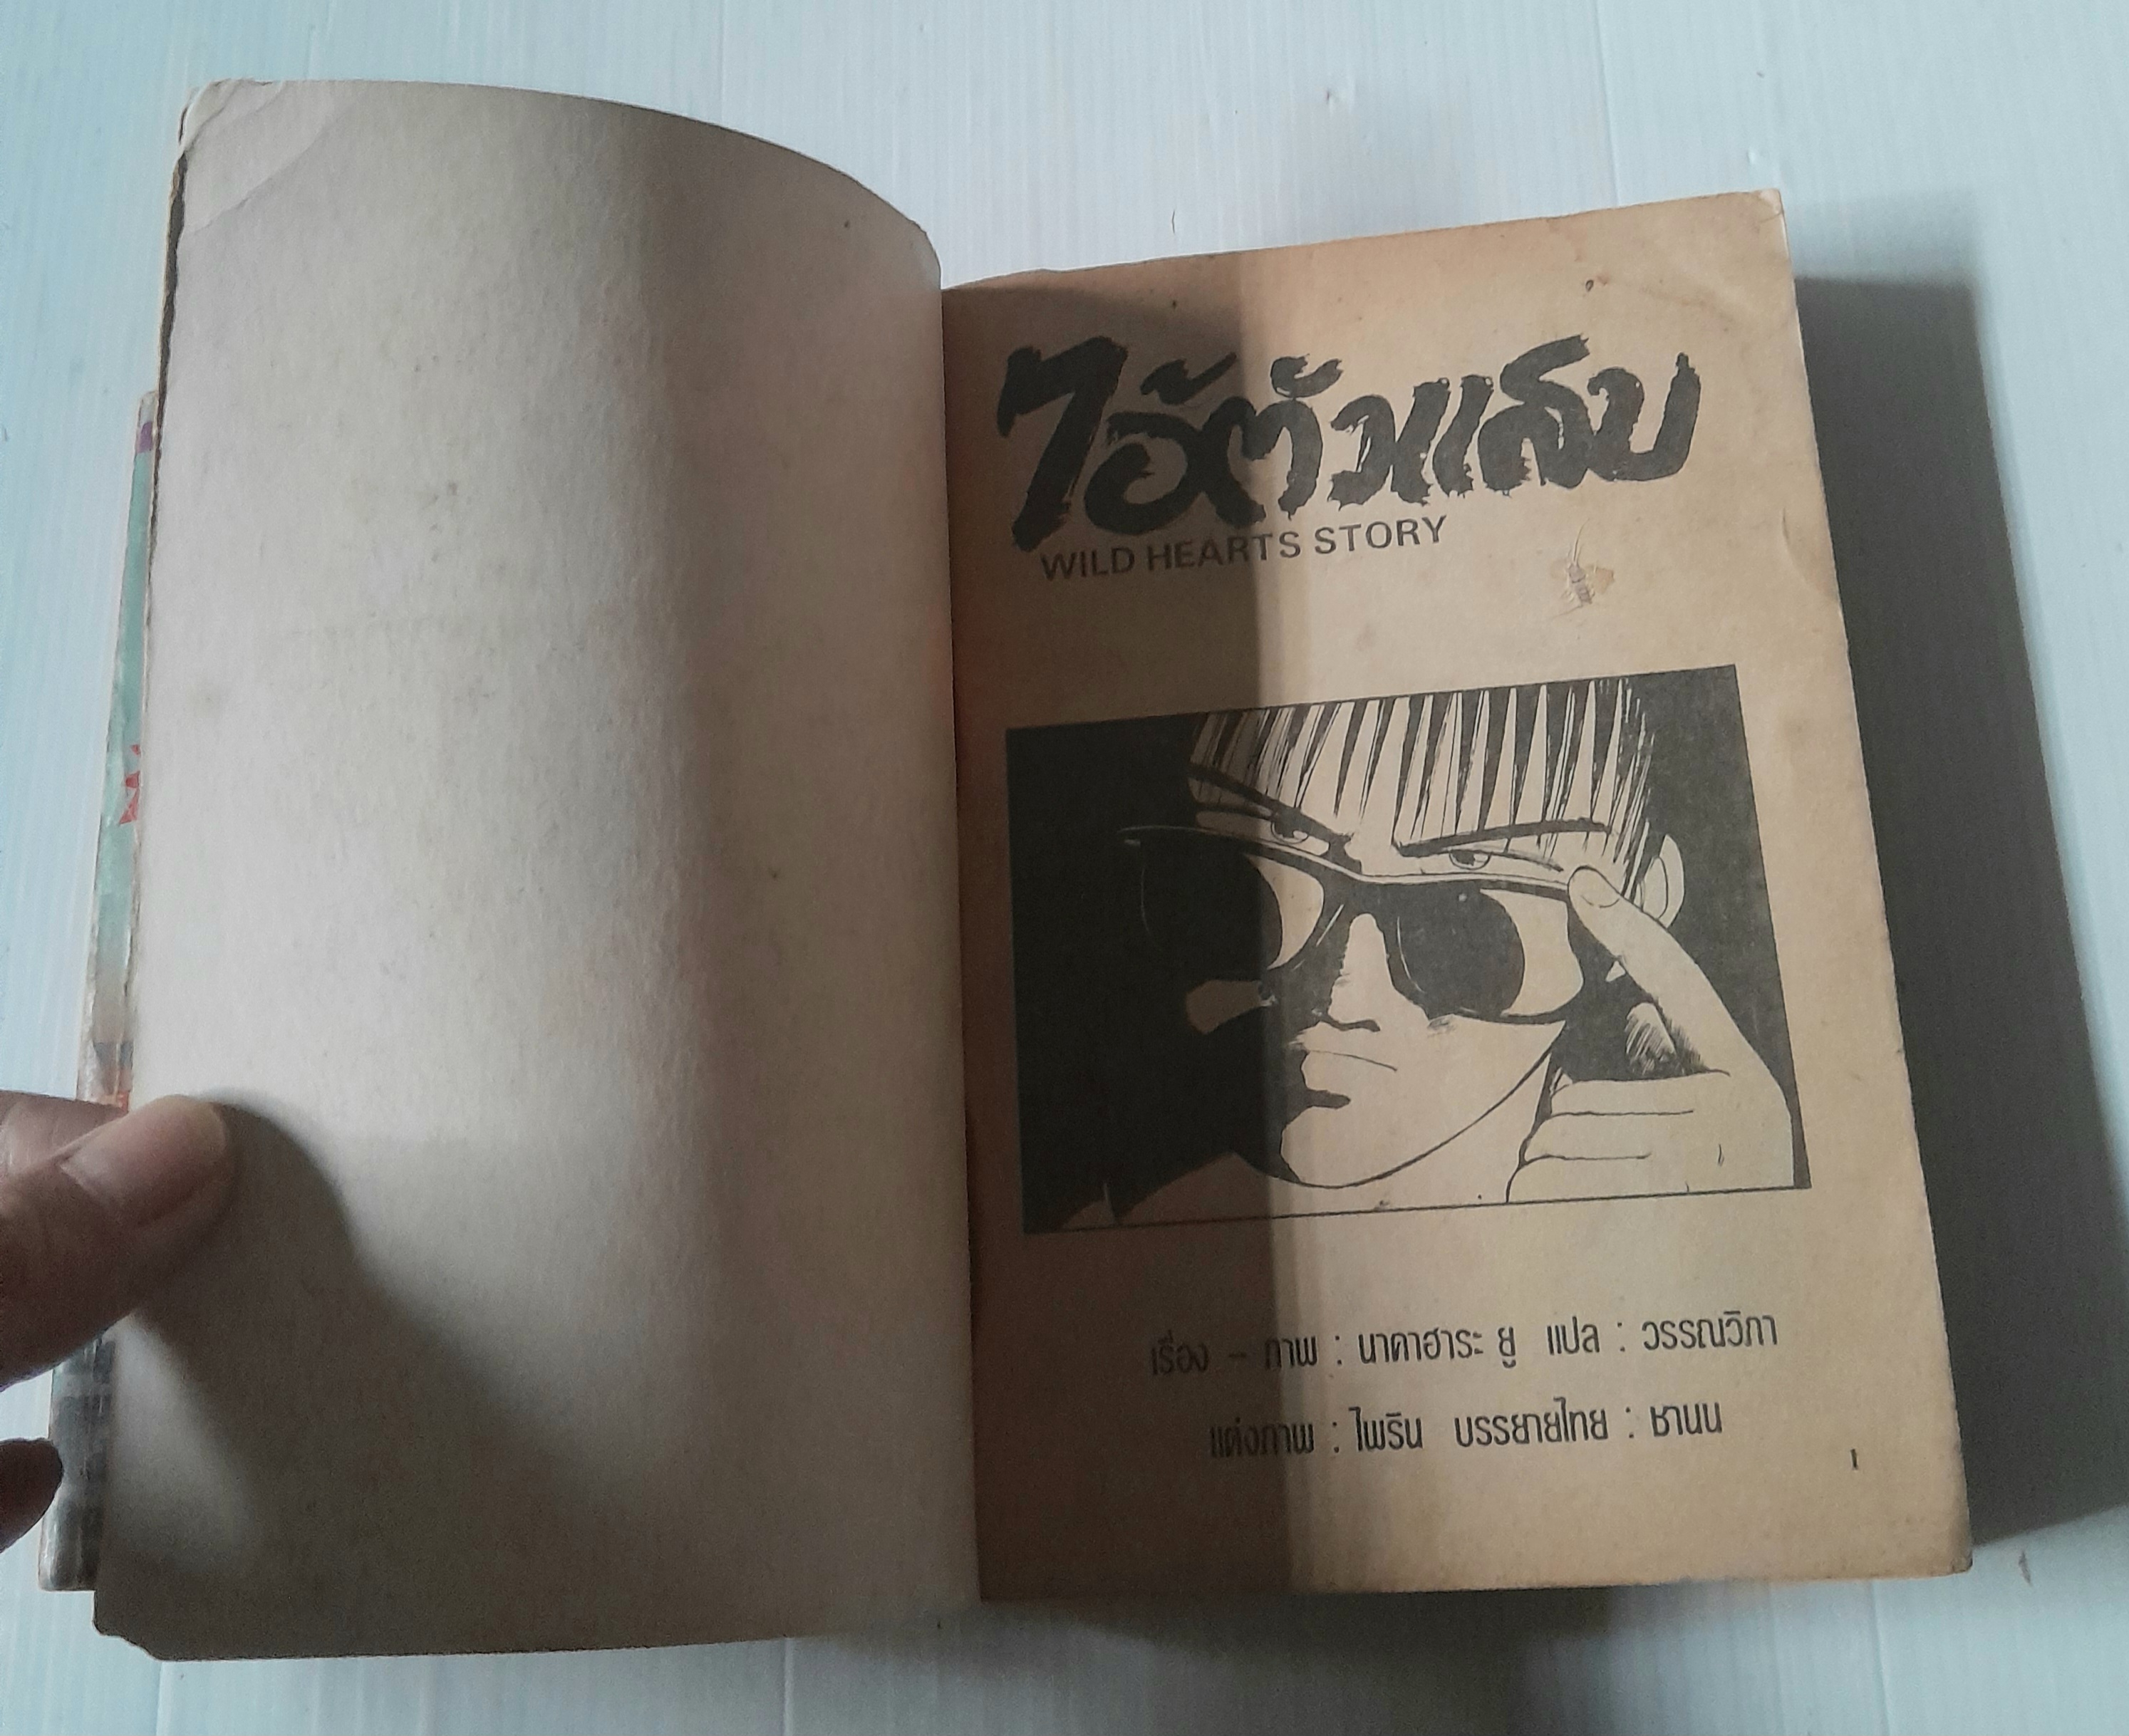 ไอ้ตัวแสบ
WILD HEARTS STORY
เรื่อง - ภาพ : นาคาฮาระ ยู แปล : วรรณวิภา
แต่งภาพ : ไพริน บรรยายไทย : ชานน
1